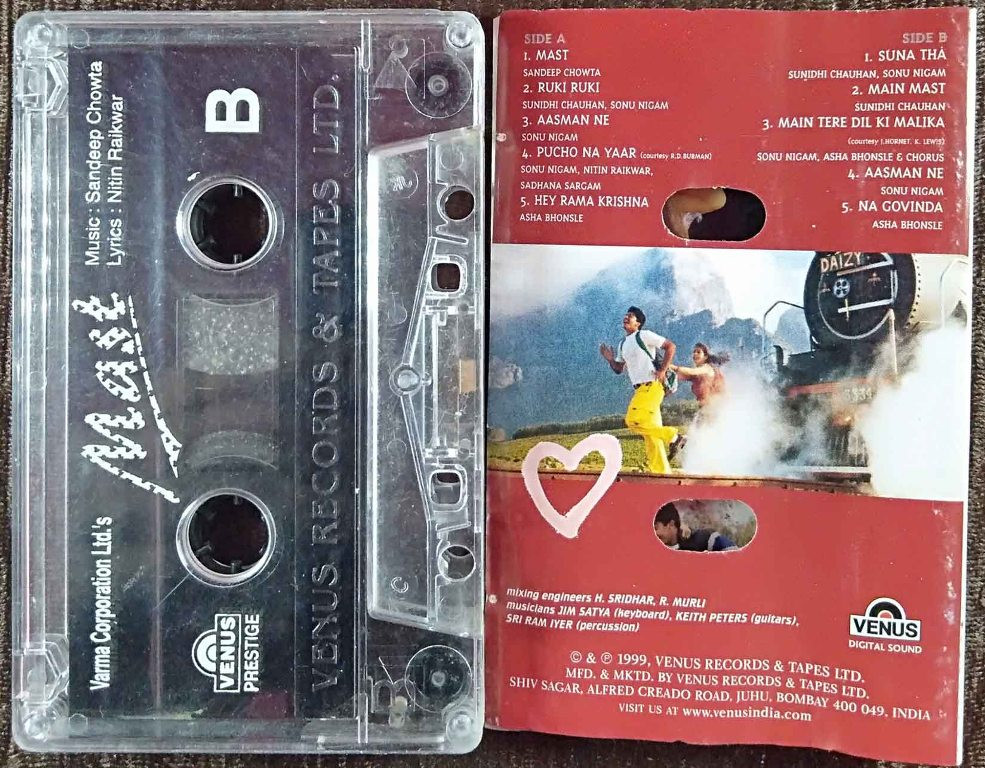 B
Music : Sandeep Chowta
Lyrics : Nitin Raikwar
Mast
Varma Corporation Ltd.'s
VENUS
PRESTIGE
VENUS RECORDS & TAPES LTD.
SIDE A
1. MAST
SANDEEP CHOWTA
2. RUKI RUKI
SUNIDHI CHAUHAN, SONU NIGAM
3. AASMAN NE
SONU NIGAM
4. PUCHO NA YAAR (courtesy R.D.BURMAN)
SONU NIGAM, NITIN RAIKWAR,
SADHANA SARGAM
5. HEY RAMA KRISHNA
ASHA BHONSLE
SIDE B
1. SUNA THA
SUNIDHI CHAUHAN, SONU NIGAM
2. MAIN MAST
SUNIDHI CHAUHAN
3. MAIN TERE DIL KI MALIKA
(courtesy J.HORNET. K. LEWIS)
SONU NIGAM, ASHA BHONSLE & CHORUS
4. AASMAN NE
SONU NIGAM
5. NA GOVINDA
ASHA BHONSLE
DAIZY
mixing engineers H. SRIDHAR, R. MURLI
musicians JIM SATYA (keyboard), KEITH PETERS (guitars),
SRI RAM IYER (percussion)
VENUS
DIGITAL SOUND
© & ℗ 1999, VENUS RECORDS & TAPES LTD.
MFD. & MKTD. BY VENUS RECORDS & TAPES LTD.
SHIV SAGAR, ALFRED CREADO ROAD, JUHU, BOMBAY 400 049. INDIA
VISIT US AT www.venusindia.com